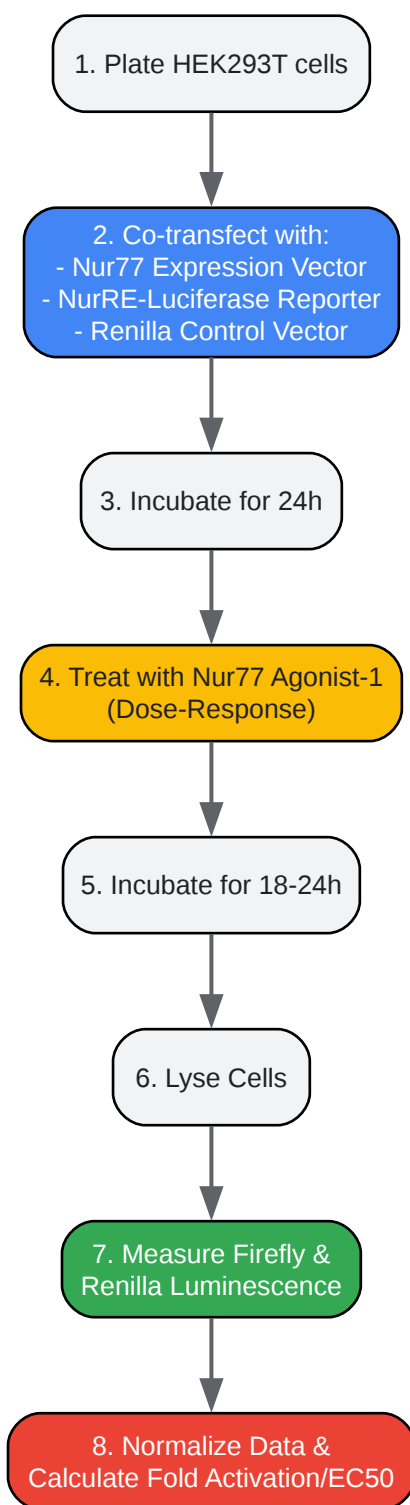 1. Plate HEK293T cells
2. Co-transfect with:
- Nur77 Expression Vector
- NurRE-Luciferase Reporter
- Renilla Control Vector
3. Incubate for 24h
4. Treat with Nur77 Agonist-1
(Dose-Response)
5. Incubate for 18-24h
6. Lyse Cells
7. Measure Firefly &
Renilla Luminescence
8. Normalize Data &
Calculate Fold Activation/EC50